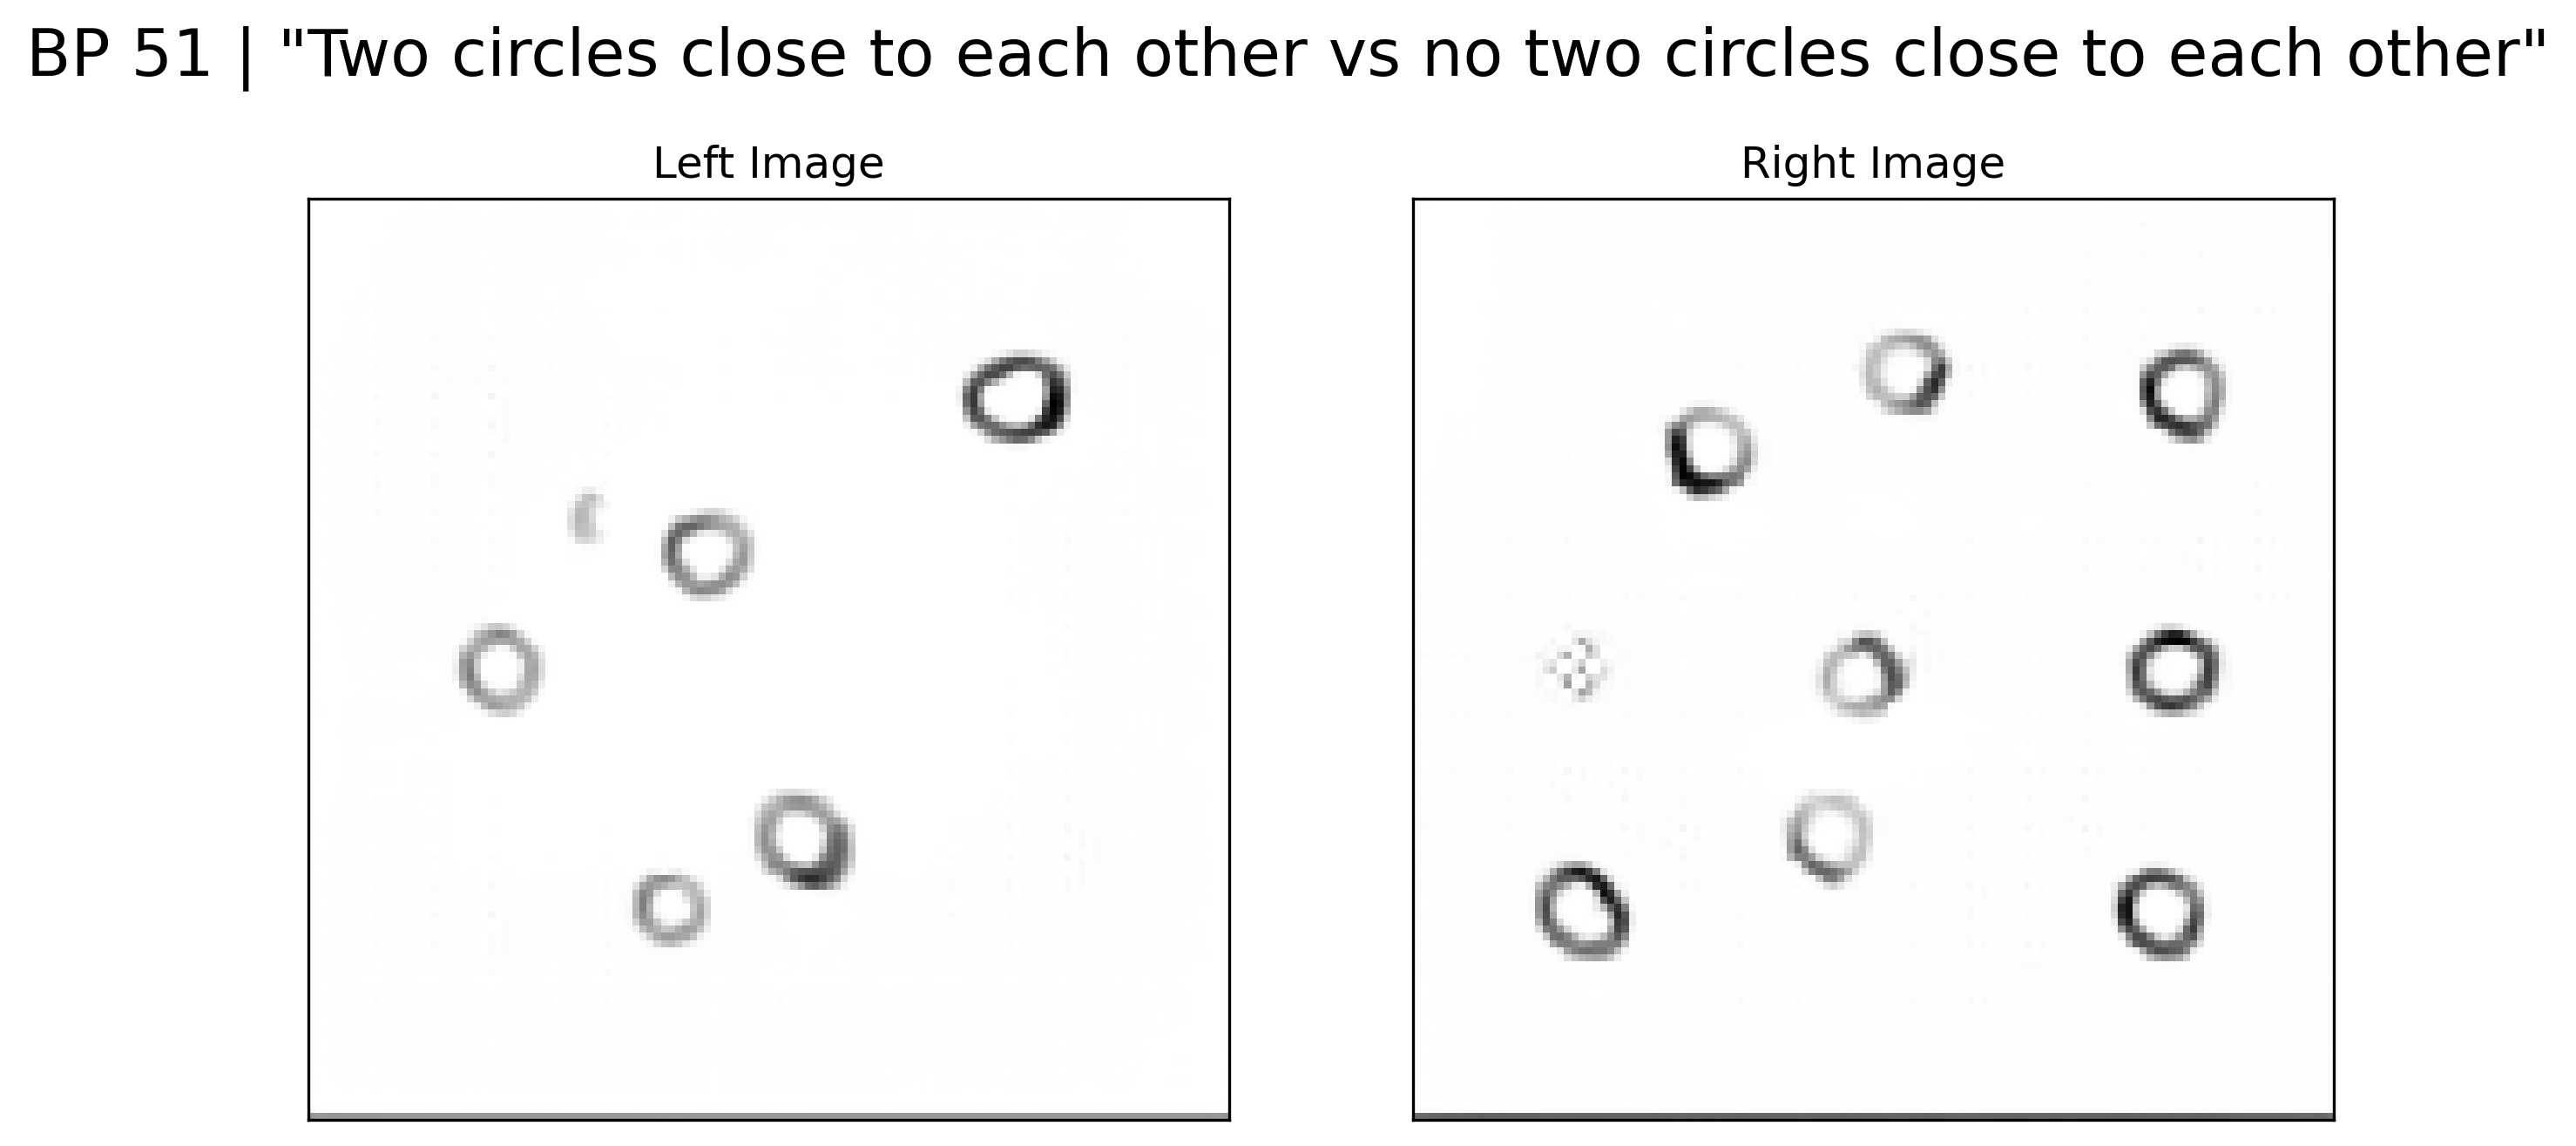 BP 51 | "Two circles close to each other vs no two circles close to each other"
Left Image
Right Image